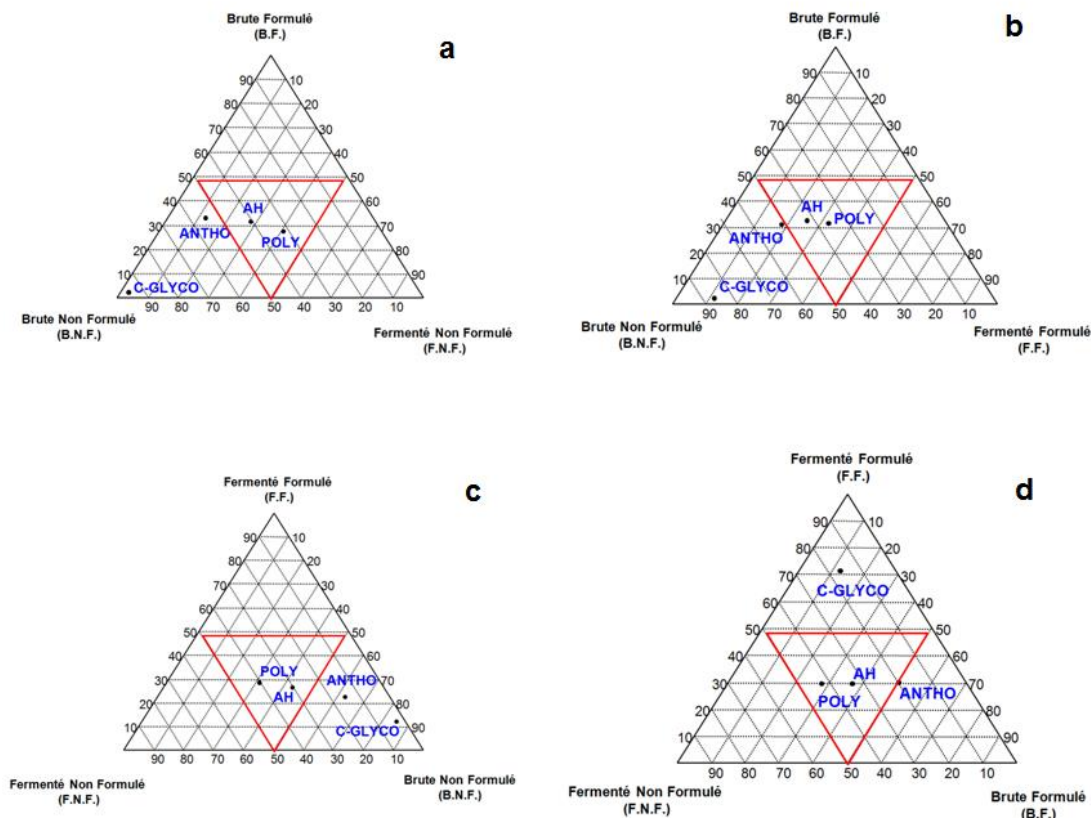 Brute Formulé
(B.F.)
a
90 10
80 20
70 30
60 40
50 50
40 60
AH
30 70
ANTHO
POLY
20 80
10 90
C-GLYCO
90 80 70 60 50 40 30 20 10
Brute Non Formulé
(B.N.F.)
Fermenté Non Formulé
(F.N.F.)
Brute Formulé
(B.F.)
b
90 10
80 20
70 30
60 40
50 50
40 60
AH
POLY
30 70
ANTHO
20 80
10 90
C-GLYCO
90 80 70 60 50 40 30 20 10
Brute Non Formulé
(B.N.F.)
Fermenté Formulé
(F.F.)
Fermenté Formulé
(F.F.)
c
90 10
80 20
70 30
60 40
50 50
40 60
POLY
ANTHO
30 70
AH
20 80
C-GLYCO
10 90
90 80 70 60 50 40 30 20 10
Fermenté Non Formulé
(F.N.F.)
Brute Non Formulé
(B.N.F.)
Fermenté Formulé
(F.F.)
d
90 10
80 20
70 30
C-GLYCO
60 40
50 50
40 60
AH
30 70
POLY
ANTHO
20 80
10 90
90 80 70 60 50 40 30 20 10
Fermenté Non Formulé
(F.N.F.)
Brute Formulé
(B.F.)